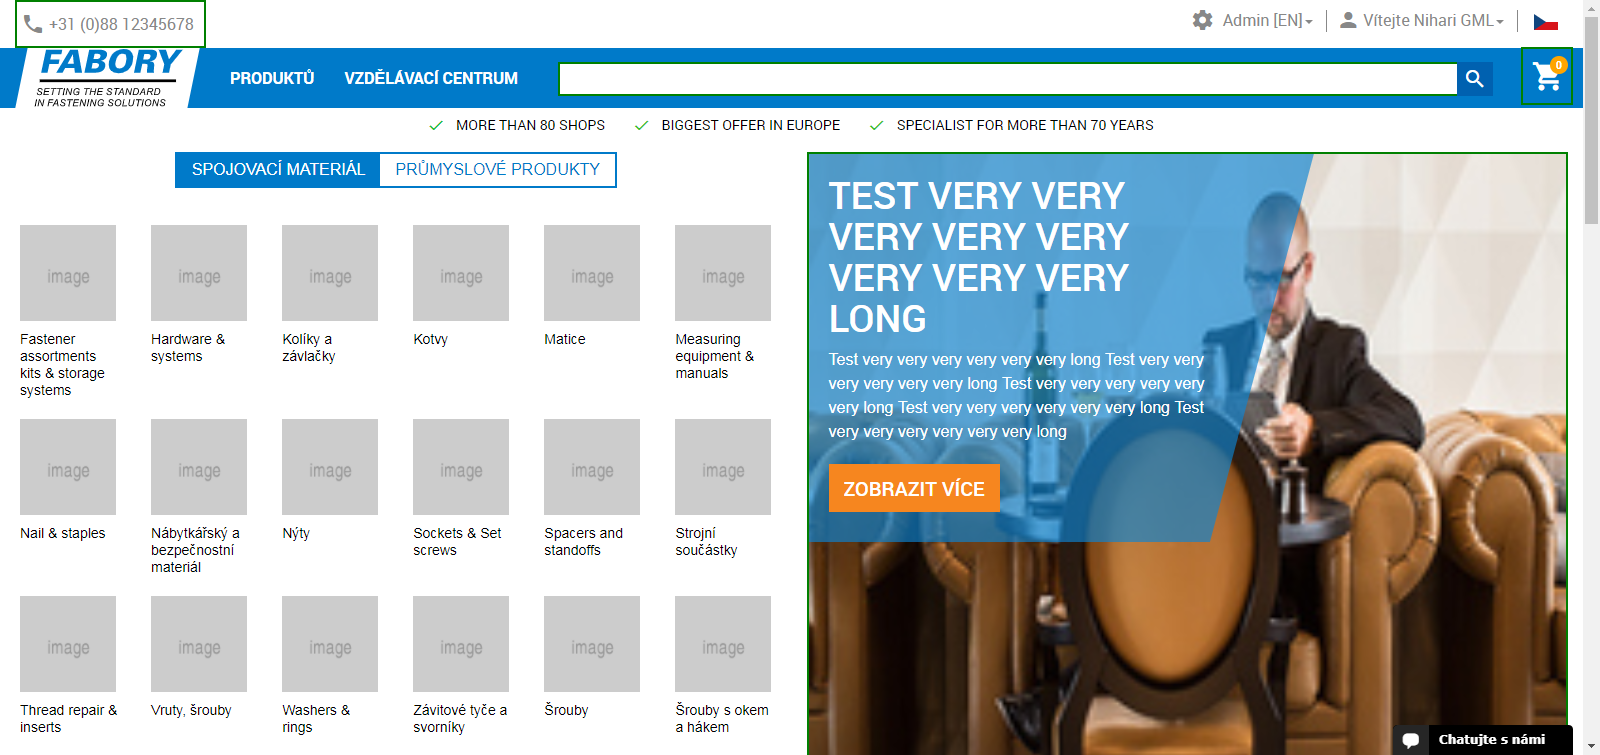 +31 (0)88 12345678
Admin [EN]
Vítejte Nihari GML
FABORY
SETTING THE STANDARD
IN FASTENING SOLUTIONS
PRODUKTŮ
VZDĚLÁVACÍ CENTRUM
0
MORE THAN 80 SHOPS
BIGGEST OFFER IN EUROPE
SPECIALIST FOR MORE THAN 70 YEARS
SPOJOVACÍ MATERIÁL
PRŮMYSLOVÉ PRODUKTY
image
image
image
image
image
image
Fastener
assortments
kits & storage
systems
Hardware &
systems
Kolíky a
závlačky
Kotvy
Matice
Measuring
equipment &
manuals
image
image
image
image
image
image
Nail & staples
Nábytkářský a
bezpečnostní
materiál
Nýty
Sockets & Set
screws
Spacers and
standoffs
Strojní
součástky
image
image
image
image
image
image
Thread repair &
inserts
Vruty, šrouby
Washers &
rings
Závitové tyče a
svorníky
Šrouby
Šrouby s okem
a hákem
TEST VERY VERY
VERY VERY VERY
VERY VERY VERY
LONG
Test very very very very very very long Test very very
very very very very long Test very very very very very
very long Test very very very very very very long Test
very very very very very very long
ZOBRAZIT VÍCE
Chatujte s námi